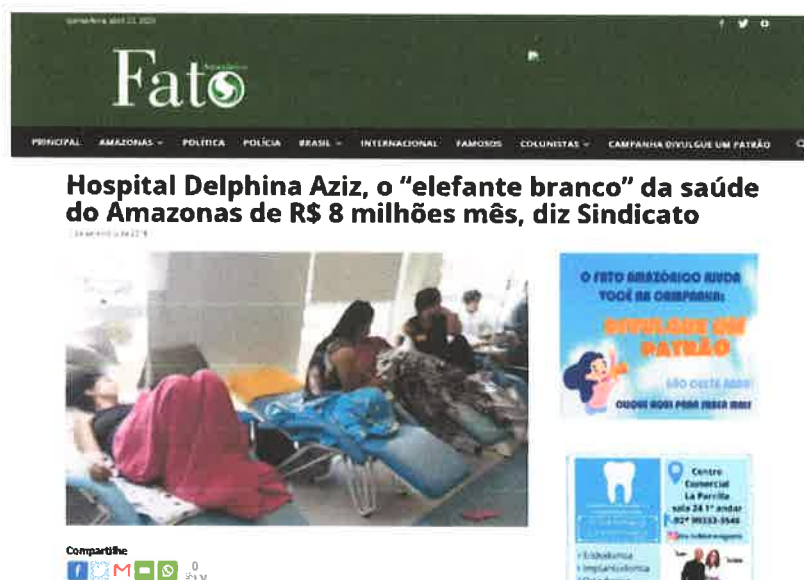 Fato
PRINCIPAL AMAZONAS POLÍTICA POLÍCIA BRASIL INTERNACIONAL FAMOSOS COLUNISTAS CAMPANHA DIVULGUE UM PATRÃO
Hospital Delphina Aziz, o “elefante branco” da saúde
do Amazonas de R$ 8 milhões mês, diz Sindicato
O FATO AMAZÔNICO AJUDA
VOCÊ NA CAMPANHA:
DIVULGUE UM
PATRÃO
CLIQUE AQUI PARA SABER MAIS
Centro
Comercial
La Parrilla
sala 24 1º andar
Compartilhe
0